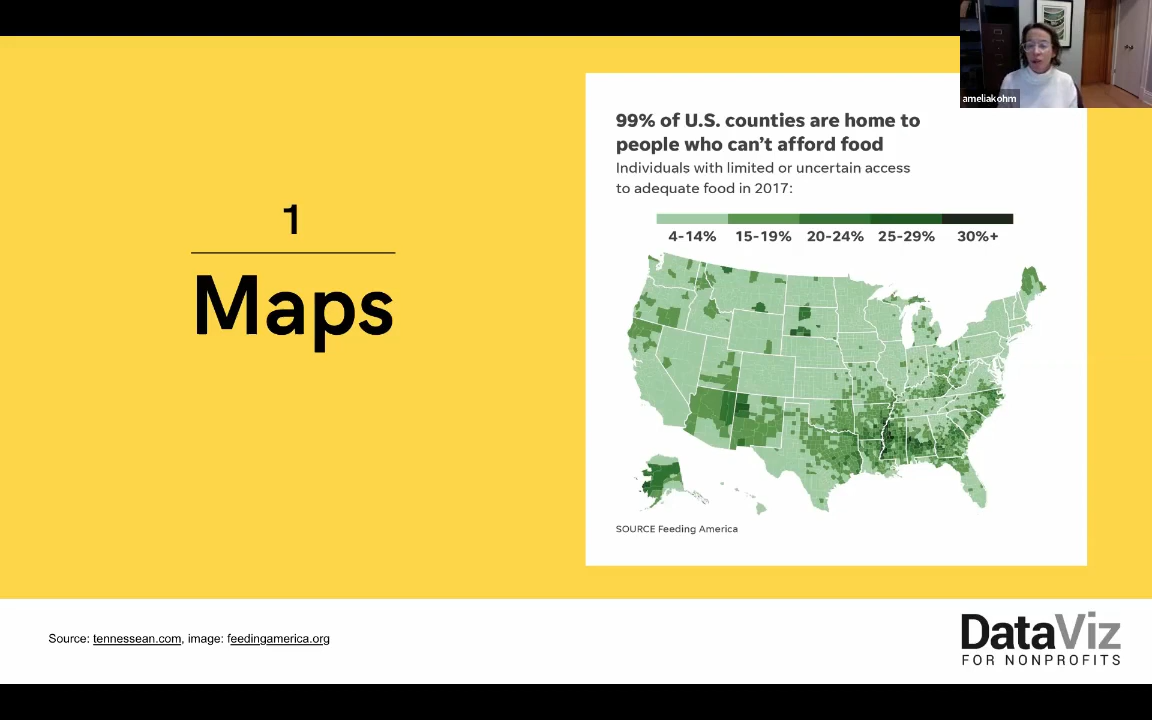 ameliakohm
1
Maps
99% of U.S. counties are home to
people who can’t afford food
Individuals with limited or uncertain access
to adequate food in 2017:
4-14% 15-19% 20-24% 25-29% 30%+
SOURCE Feeding America
Source: tennessean.com, image: feedingamerica.org
DataViz
FOR NONPROFITS